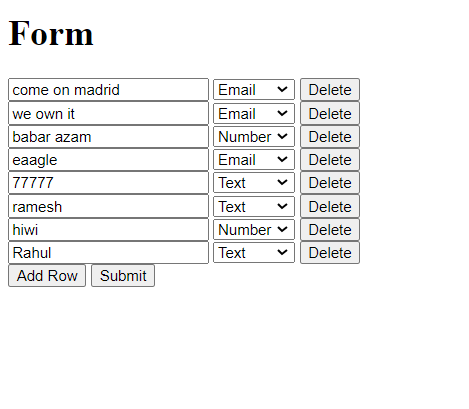 Form
come on madrid Email Delete
we own it Email Delete
babar azam Number Delete
eaagle Email Delete
77777 Text Delete
ramesh Text Delete
hiwi Number Delete
Rahul Text Delete
Add Row Submit